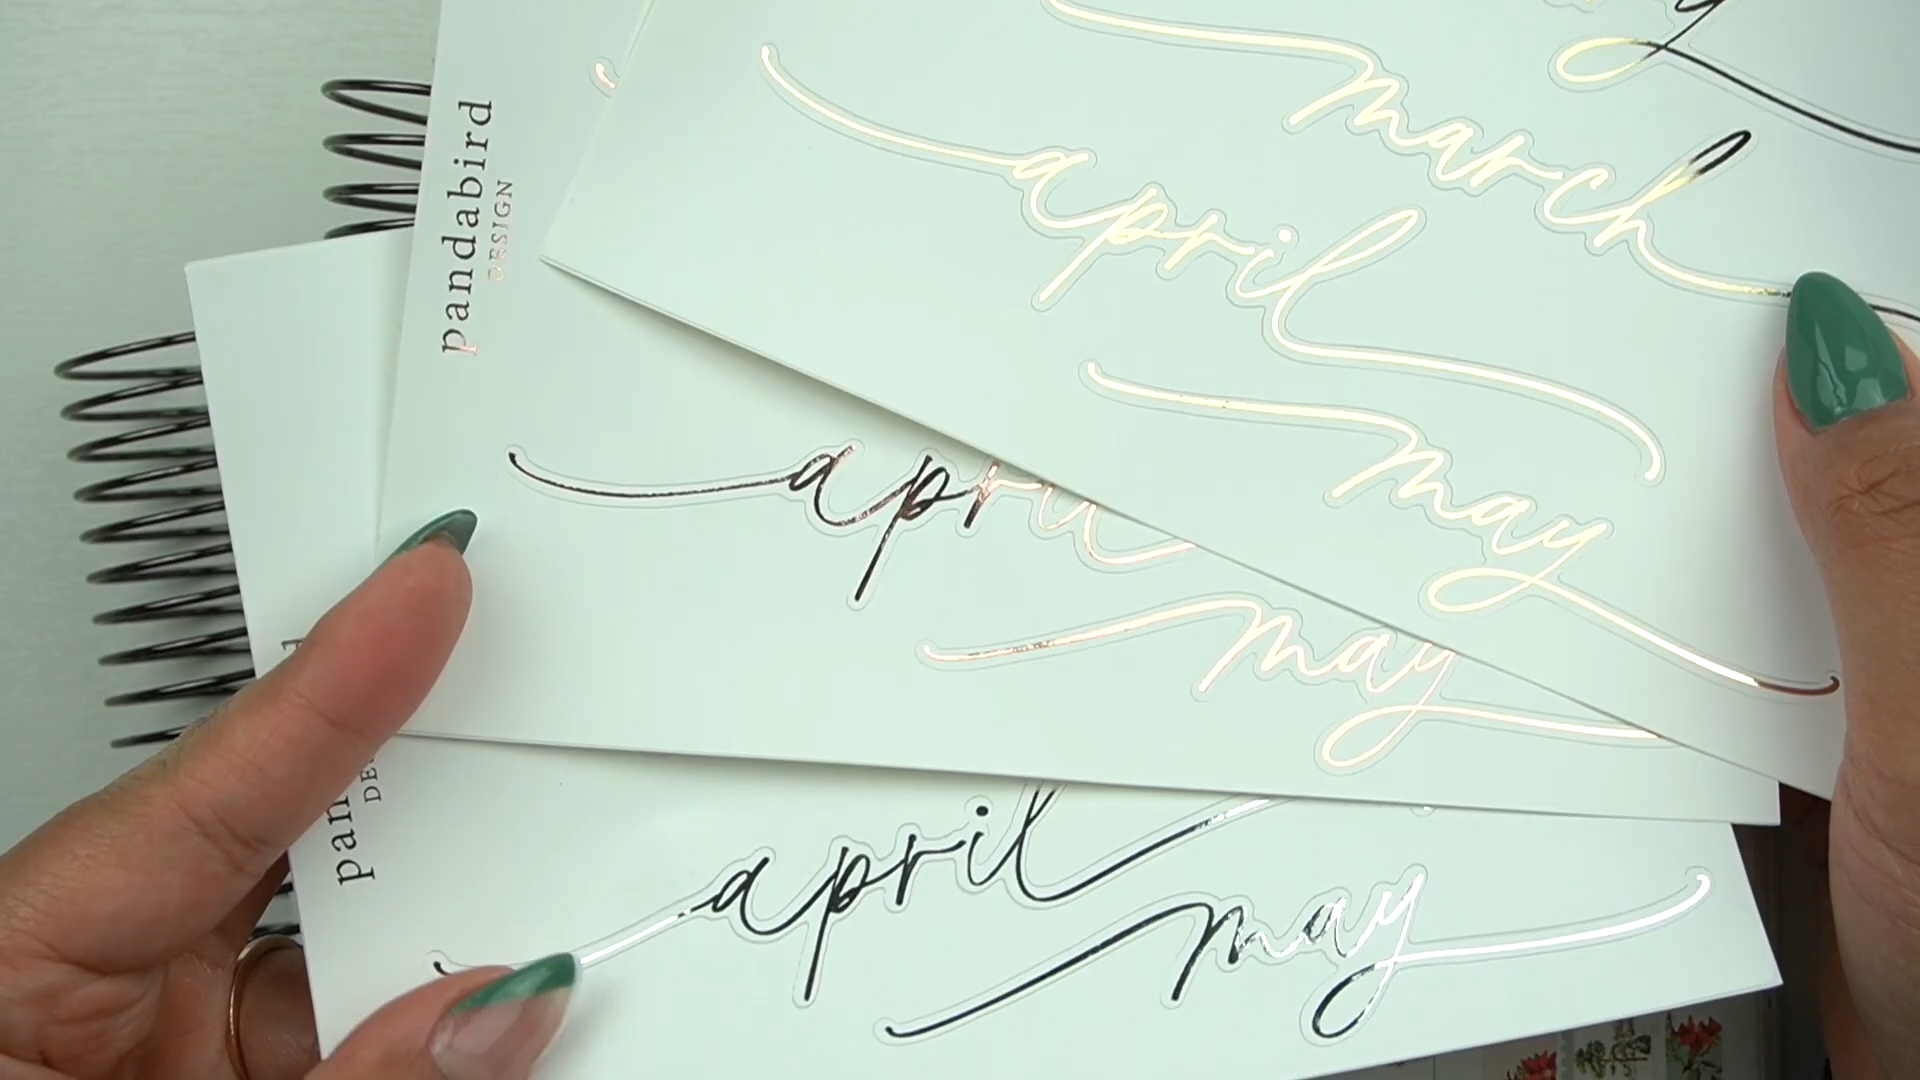 march
april
may
pandabird
DESIGN
april
may
pan
DE
april
may